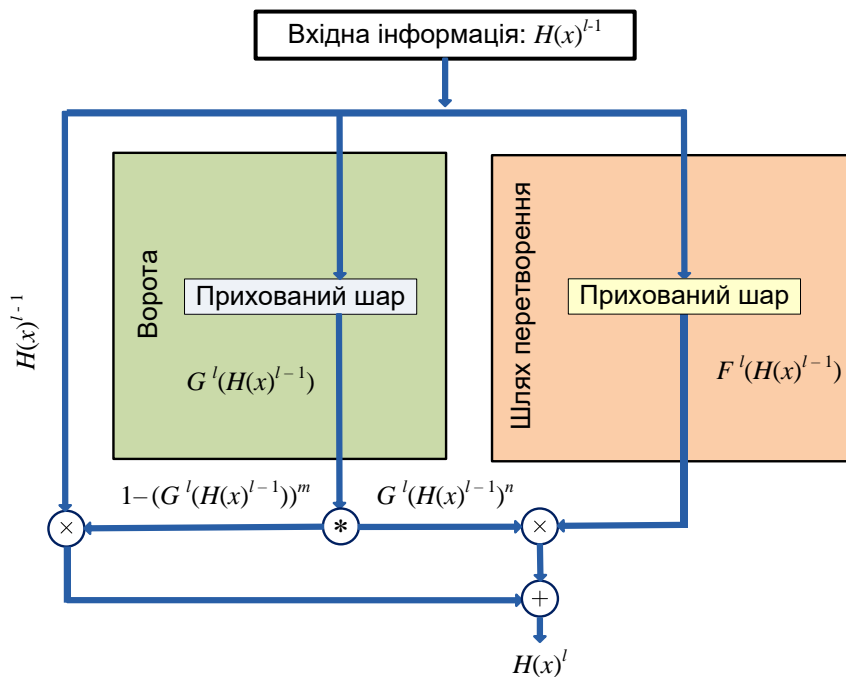 Вхідна інформація: H(x)^{l-1}
H(x)^{l-1}
Ворота
Прихований шар
G^l(H(x)^{l-1})
Шлях перетворення
Прихований шар
F^l(H(x)^{l-1})
1–(G^l(H(x)^{l-1}))^m
G^l(H(x)^{l-1})^n
×
*
×
+
H(x)^l